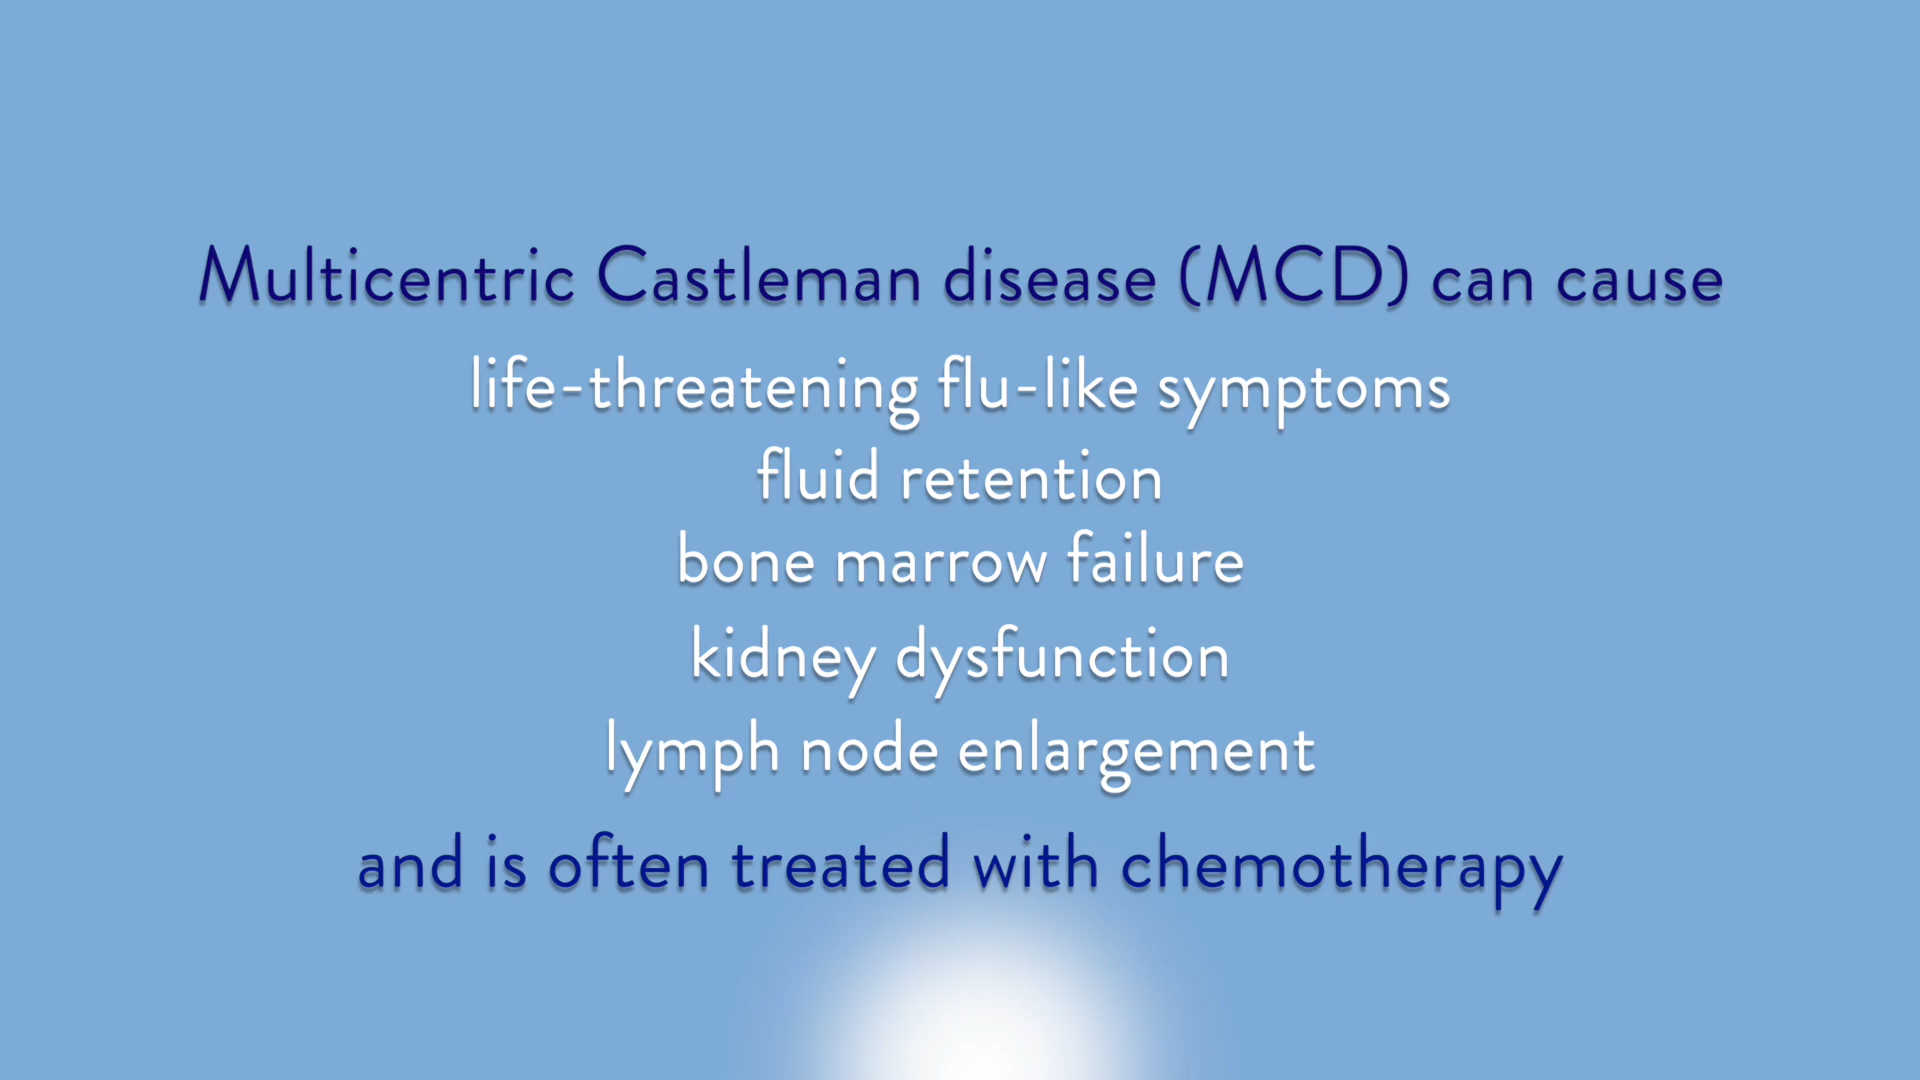 Multicentric Castleman disease (MCD) can cause
life-threatening flu-like symptoms
fluid retention
bone marrow failure
kidney dysfunction
lymph node enlargement
and is often treated with chemotherapy